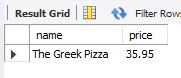 Result Grid Filter Rows
name price
The Greek Pizza 35.95